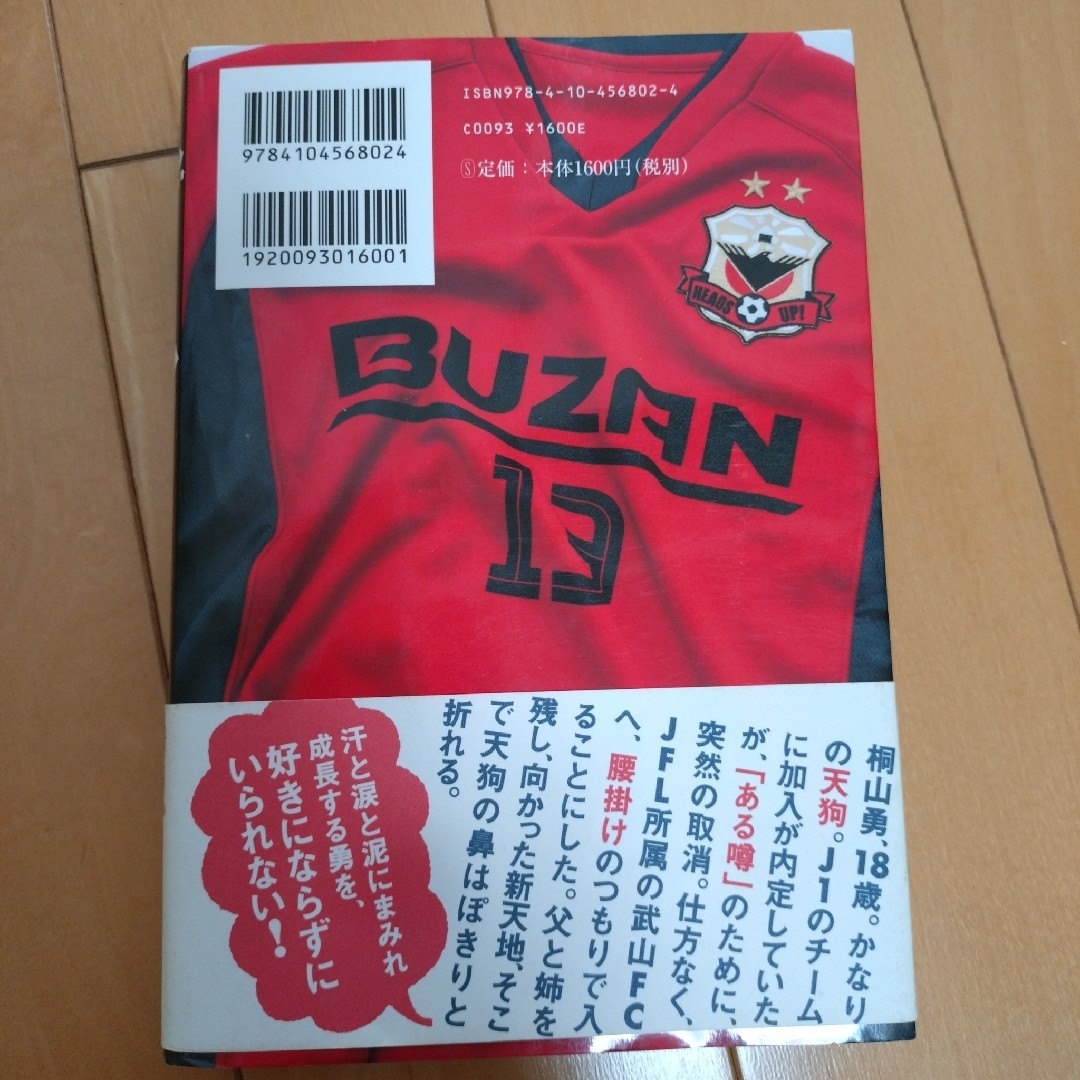 9784104568024
1920093016001
ISBN978-4-10-456802-4
C0093 ¥1600E
Ⓢ定価：本体1600円(税別)
HEADS UP!
BUZAN
13
桐山勇、18歳。かなり
の天狗。J1のチーム
に加入が内定していた
が、「ある噂」のために、
突然の取消。仕方なく、
JFL所属の武山FC
へ、腰掛けのつもりで入
ることにした。父と姉を
残し、向かった新天地、そこ
で天狗の鼻はぽきりと
折れる。
汗と涙と泥にまみれ
成長する勇を、
好きにならずに
いられない!